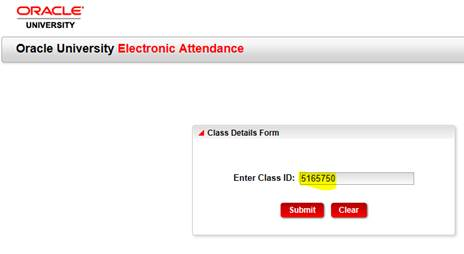 ORACLE
UNIVERSITY
Oracle University Electronic Attendance
Class Details Form
Enter Class ID: 5165750
Submit Clear